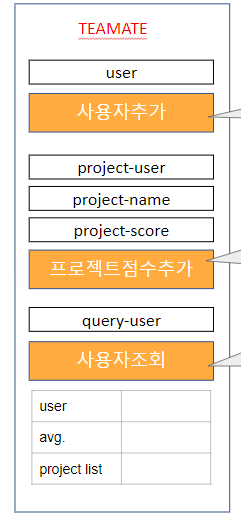 TEAMATE
user
사용자추가
project-user
project-name
project-score
프로젝트점수추가
query-user
사용자조회
user
avg.
project list